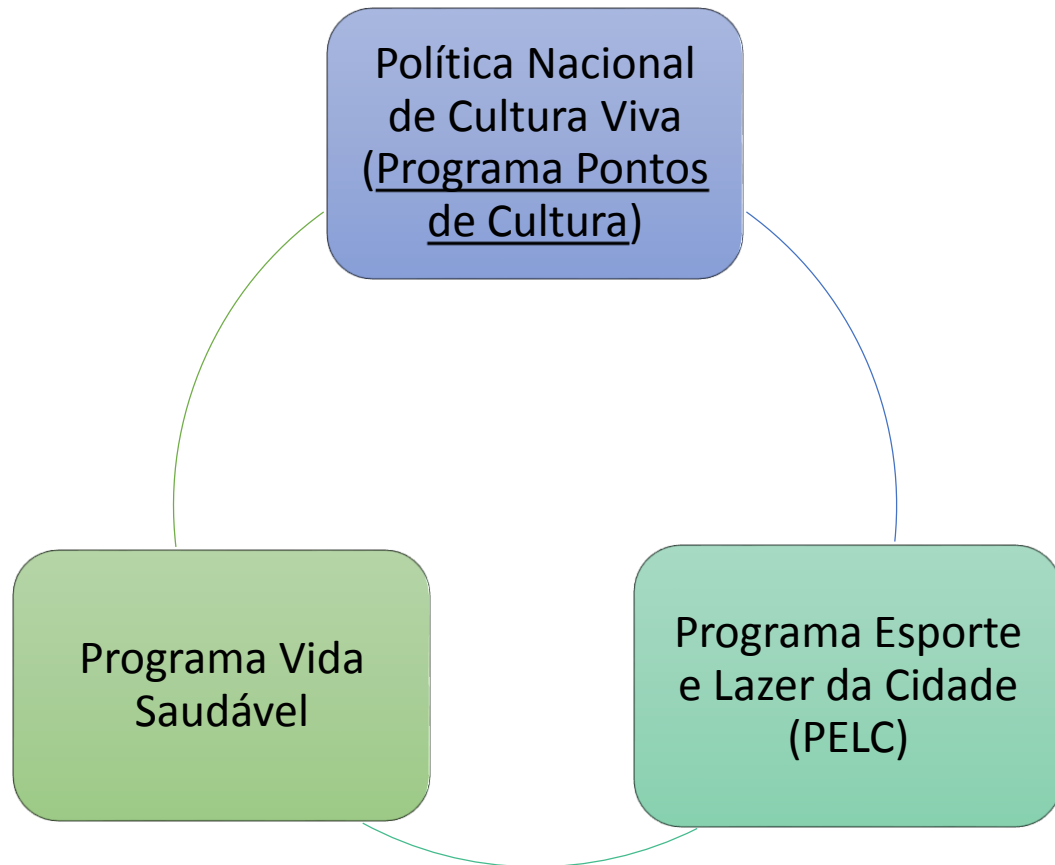 Política Nacional
de Cultura Viva
(Programa Pontos
de Cultura)
Programa Vida
Saudável
Programa Esporte
e Lazer da Cidade
(PELC)